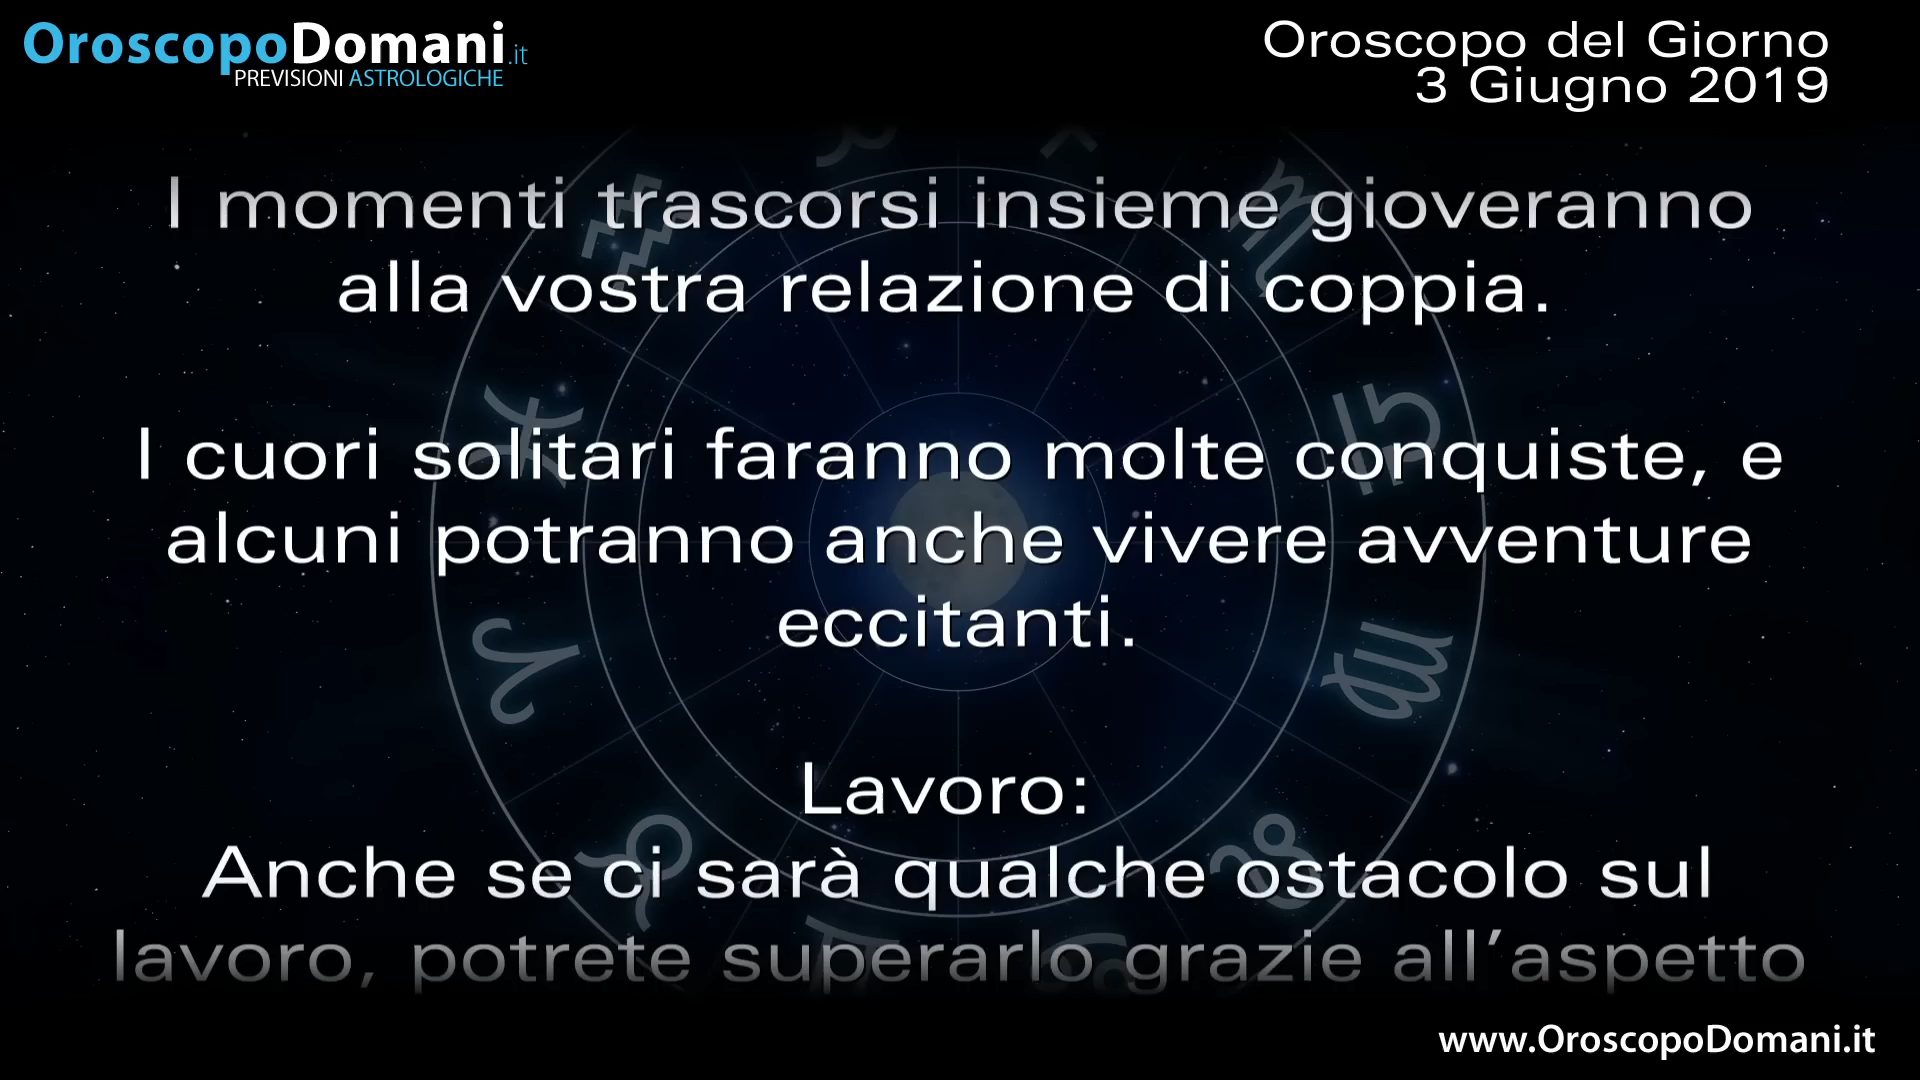 OroscopoDomani.it
PREVISIONI ASTROLOGICHE
Oroscopo del Giorno
3 Giugno 2019
I momenti trascorsi insieme gioveranno
alla vostra relazione di coppia.
I cuori solitari faranno molte conquiste, e
alcuni potranno anche vivere avventure
eccitanti.
Lavoro:
Anche se ci sarà qualche ostacolo sul
lavoro, potrete superarlo grazie all’aspetto
www.OroscopoDomani.it